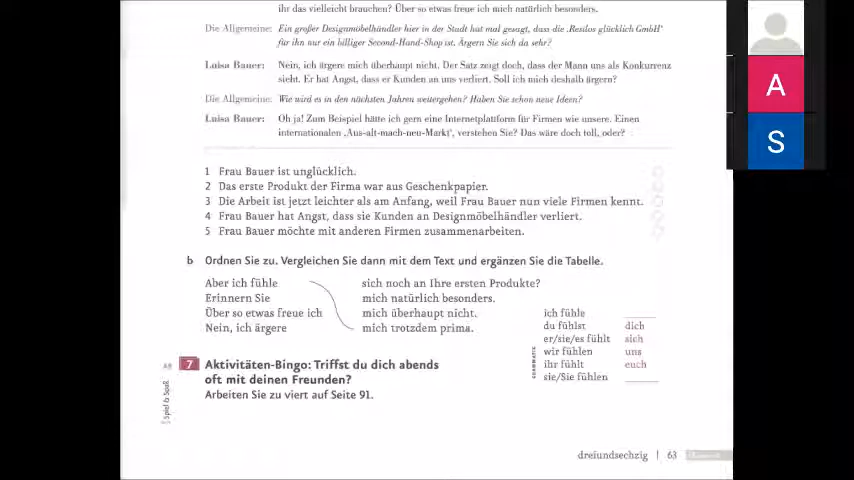 ihr das vielleicht brauchen? Über so etwas freue ich mich natürlich besonders.
Die Allgemeine: Ein großer Designmöbelhändler hier in der Stadt hat mal gesagt, dass die ‚Restlos glücklich GmbH‘
für ihn nur ein billiger Second-Hand-Shop ist. Ärgern Sie sich da sehr?
Luisa Bauer: Nein, ich ärgere mich überhaupt nicht. Der Satz zeigt doch, dass der Mann uns als Konkurrenz
sieht. Er hat Angst, dass er Kunden an uns verliert. Soll ich mich deshalb ärgern?
Die Allgemeine: Wie wird es in den nächsten Jahren weitergehen? Haben Sie schon neue Ideen?
Luisa Bauer: Oh ja! Zum Beispiel hätte ich gern eine Internetplattform für Firmen wie unsere. Einen
internationalen ‚Aus-alt-mach-neu-Markt‘, verstehen Sie? Das wäre doch toll, oder?
1 Frau Bauer ist unglücklich.
2 Das erste Produkt der Firma war aus Geschenkpapier.
3 Die Arbeit ist jetzt leichter als am Anfang, weil Frau Bauer nun viele Firmen kennt.
4 Frau Bauer hat Angst, dass sie Kunden an Designmöbelhändler verliert.
5 Frau Bauer möchte mit anderen Firmen zusammenarbeiten.
b Ordnen Sie zu. Vergleichen Sie dann mit dem Text und ergänzen Sie die Tabelle.
Aber ich fühle sich noch an Ihre ersten Produkte?
Erinnern Sie mich natürlich besonders.
Über so etwas freue ich mich überhaupt nicht.
Nein, ich ärgere mich trotzdem prima.
GRAMMATIK
ich fühle
du fühlst dich
er/sie/es fühlt sich
wir fühlen uns
ihr fühlt euch
sie/Sie fühlen
AB
Spiel & Spaß
7 Aktivitäten-Bingo: Triffst du dich abends
oft mit deinen Freunden?
Arbeiten Sie zu viert auf Seite 91.
dreiundsechzig | 63
A
S